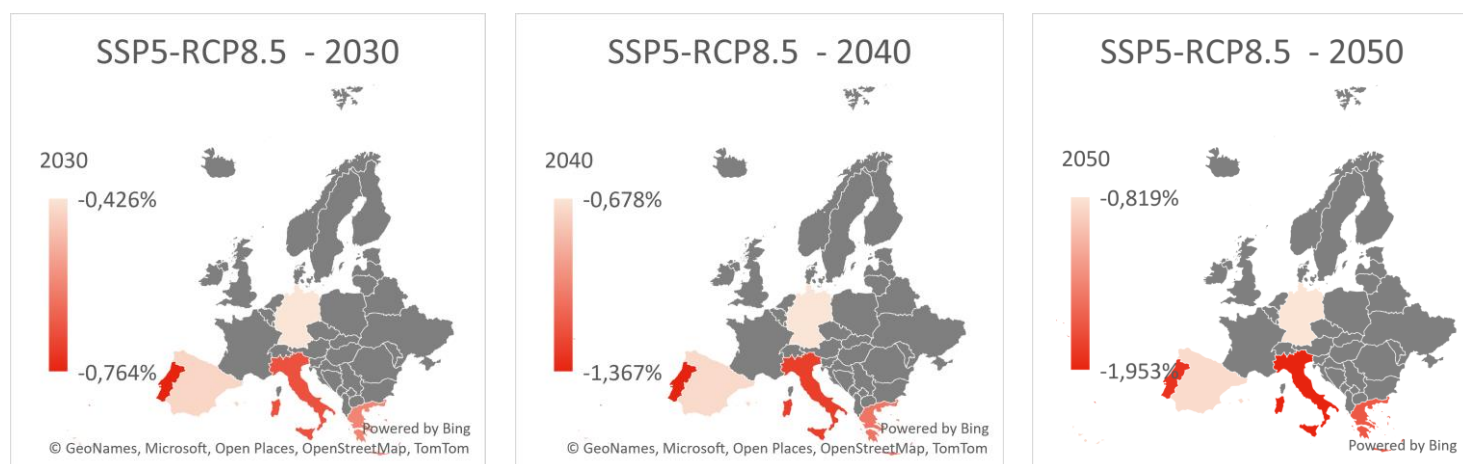 SSP5-RCP8.5 - 2030
2030
-0,426%
-0,764%
Powered by Bing
© GeoNames, Microsoft, Open Places, OpenStreetMap, TomTom
SSP5-RCP8.5 - 2040
2040
-0,678%
-1,367%
Powered by Bing
© GeoNames, Microsoft, Open Places, OpenStreetMap, TomTom
SSP5-RCP8.5 - 2050
2050
-0,819%
-1,953%
Powered by Bing